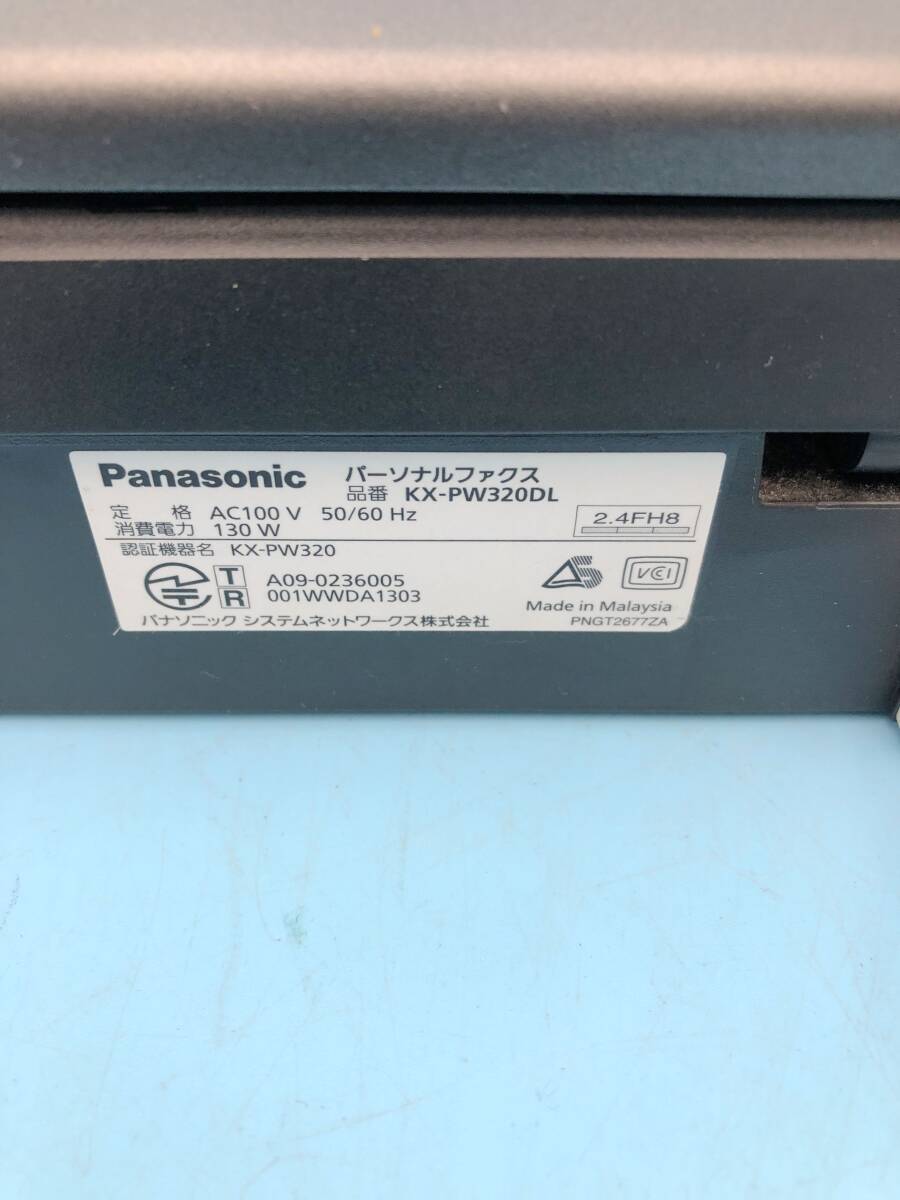 Panasonic パーソナルファクス
品番 KX-PW320DL
定 格 AC100 V 50/60 Hz
消費電力 130 W
2.4FH8
認証機器名 KX-PW320
T A09-0236005
R 001WWDA1303
VCI
Made in Malaysia
パナソニック システムネットワークス株式会社
PNGT2677ZA